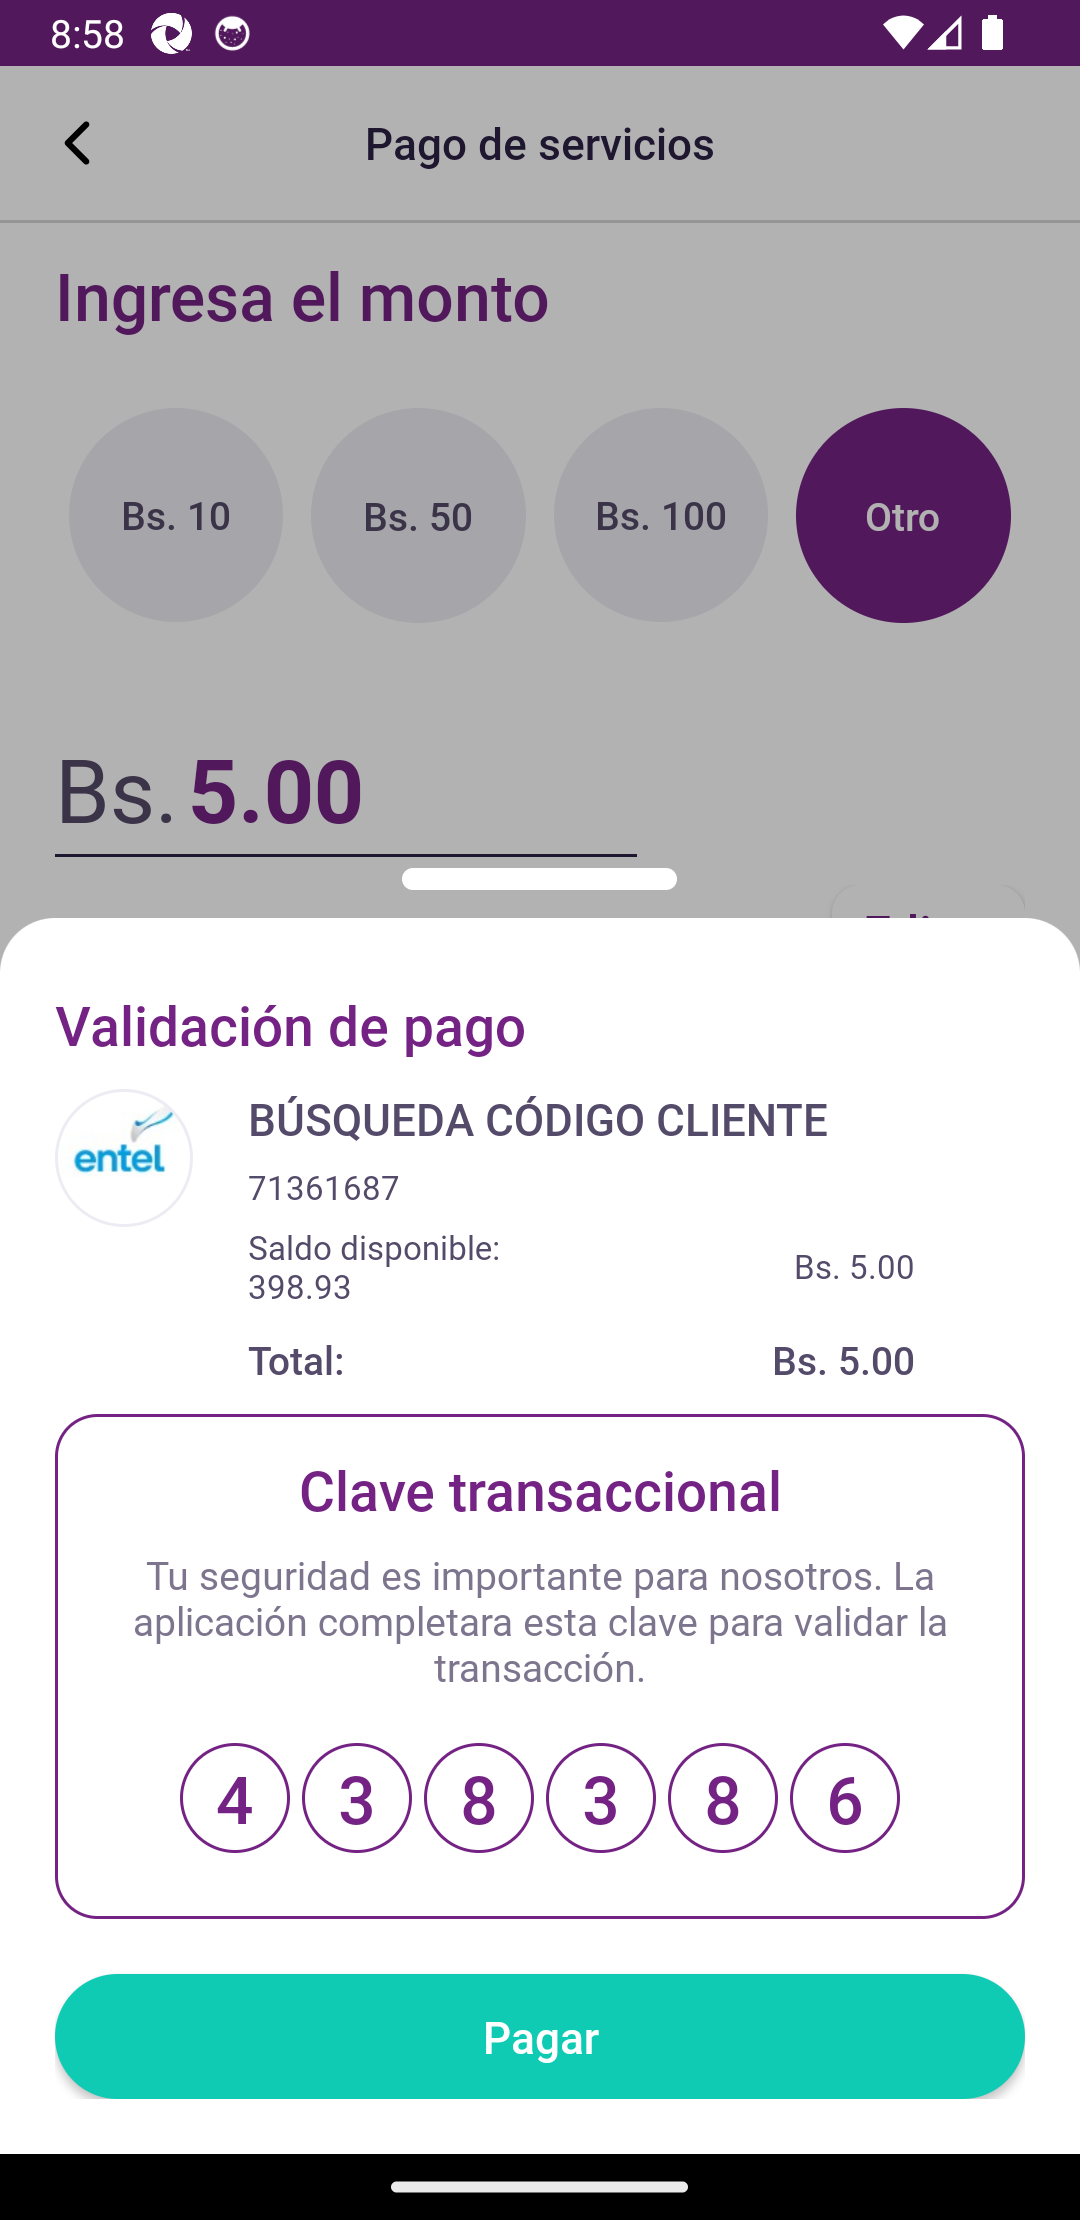 8:58
Pago de servicios
Ingresa el monto
Bs. 10
Bs. 50
Bs. 100
Otro
Bs. 5.00
Validación de pago
entel
BÚSQUEDA CÓDIGO CLIENTE
71361687
Saldo disponible:
398.93
Bs. 5.00
Total:
Bs. 5.00
Clave transaccional
Tu seguridad es importante para nosotros. La
aplicación completara esta clave para validar la
transacción.
4 3 8 3 8 6
Pagar